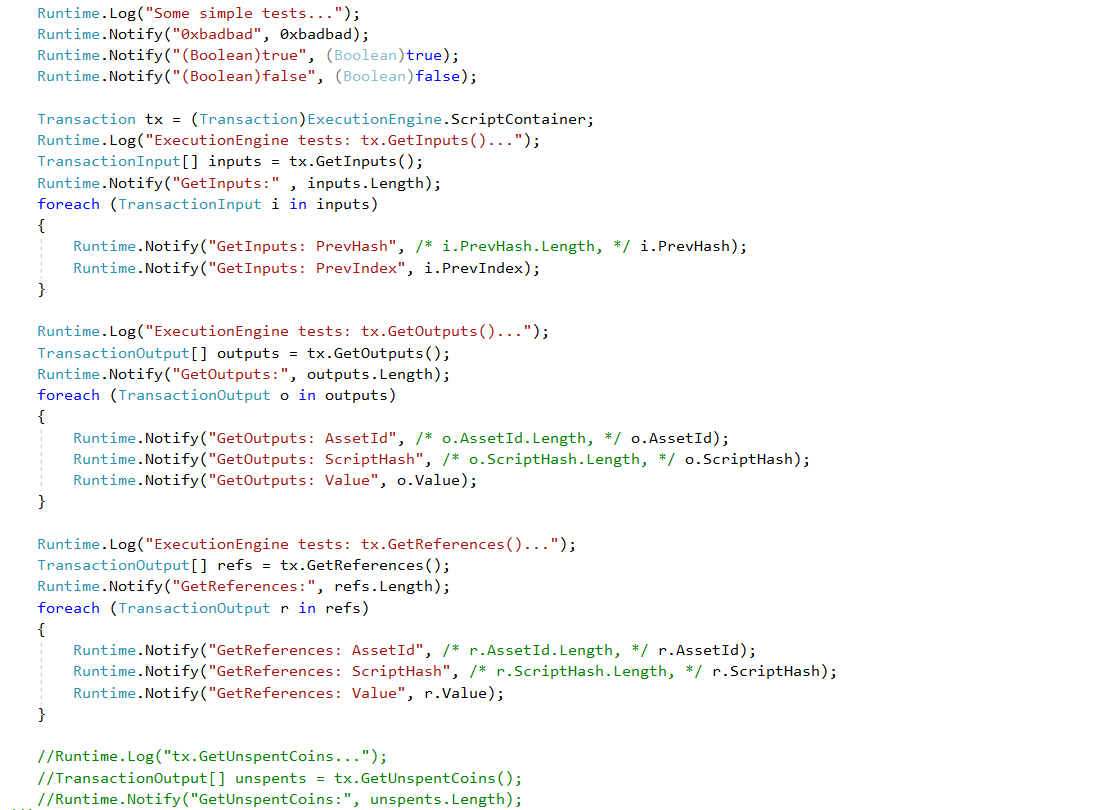 Runtime.Log("Some simple tests...");
Runtime.Notify("0xbadbad", 0xbadbad);
Runtime.Notify("(Boolean)true", (Boolean)true);
Runtime.Notify("(Boolean)false", (Boolean)false);
Transaction tx = (Transaction)ExecutionEngine.ScriptContainer;
Runtime.Log("ExecutionEngine tests: tx.GetInputs()...");
TransactionInput[] inputs = tx.GetInputs();
Runtime.Notify("GetInputs:" , inputs.Length);
foreach (TransactionInput i in inputs)
{
Runtime.Notify("GetInputs: PrevHash", /* i.PrevHash.Length, */ i.PrevHash);
Runtime.Notify("GetInputs: PrevIndex", i.PrevIndex);
}
Runtime.Log("ExecutionEngine tests: tx.GetOutputs()...");
TransactionOutput[] outputs = tx.GetOutputs();
Runtime.Notify("GetOutputs:", outputs.Length);
foreach (TransactionOutput o in outputs)
{
Runtime.Notify("GetOutputs: AssetId", /* o.AssetId.Length, */ o.AssetId);
Runtime.Notify("GetOutputs: ScriptHash", /* o.ScriptHash.Length, */ o.ScriptHash);
Runtime.Notify("GetOutputs: Value", o.Value);
}
Runtime.Log("ExecutionEngine tests: tx.GetReferences()...");
TransactionOutput[] refs = tx.GetReferences();
Runtime.Notify("GetReferences:", refs.Length);
foreach (TransactionOutput r in refs)
{
Runtime.Notify("GetReferences: AssetId", /* r.AssetId.Length, */ r.AssetId);
Runtime.Notify("GetReferences: ScriptHash", /* r.ScriptHash.Length, */ r.ScriptHash);
Runtime.Notify("GetReferences: Value", r.Value);
}
//Runtime.Log("tx.GetUnspentCoins...");
//TransactionOutput[] unspents = tx.GetUnspentCoins();
//Runtime.Notify("GetUnspentCoins:", unspents.Length);